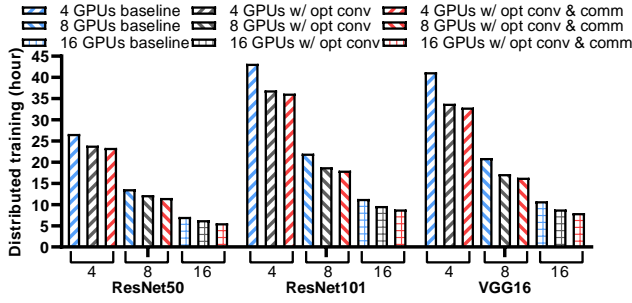 4 GPUs baseline 4 GPUs w/ opt conv 4 GPUs w/ opt conv & comm
8 GPUs baseline 8 GPUs w/ opt conv 8 GPUs w/ opt conv & comm
16 GPUs baseline 16 GPUs w/ opt conv 16 GPUs w/ opt conv & comm
Distributed training (hour)
45
40
35
30
25
20
15
10
5
0
4 8 16 4 8 16 4 8 16
ResNet50 ResNet101 VGG16